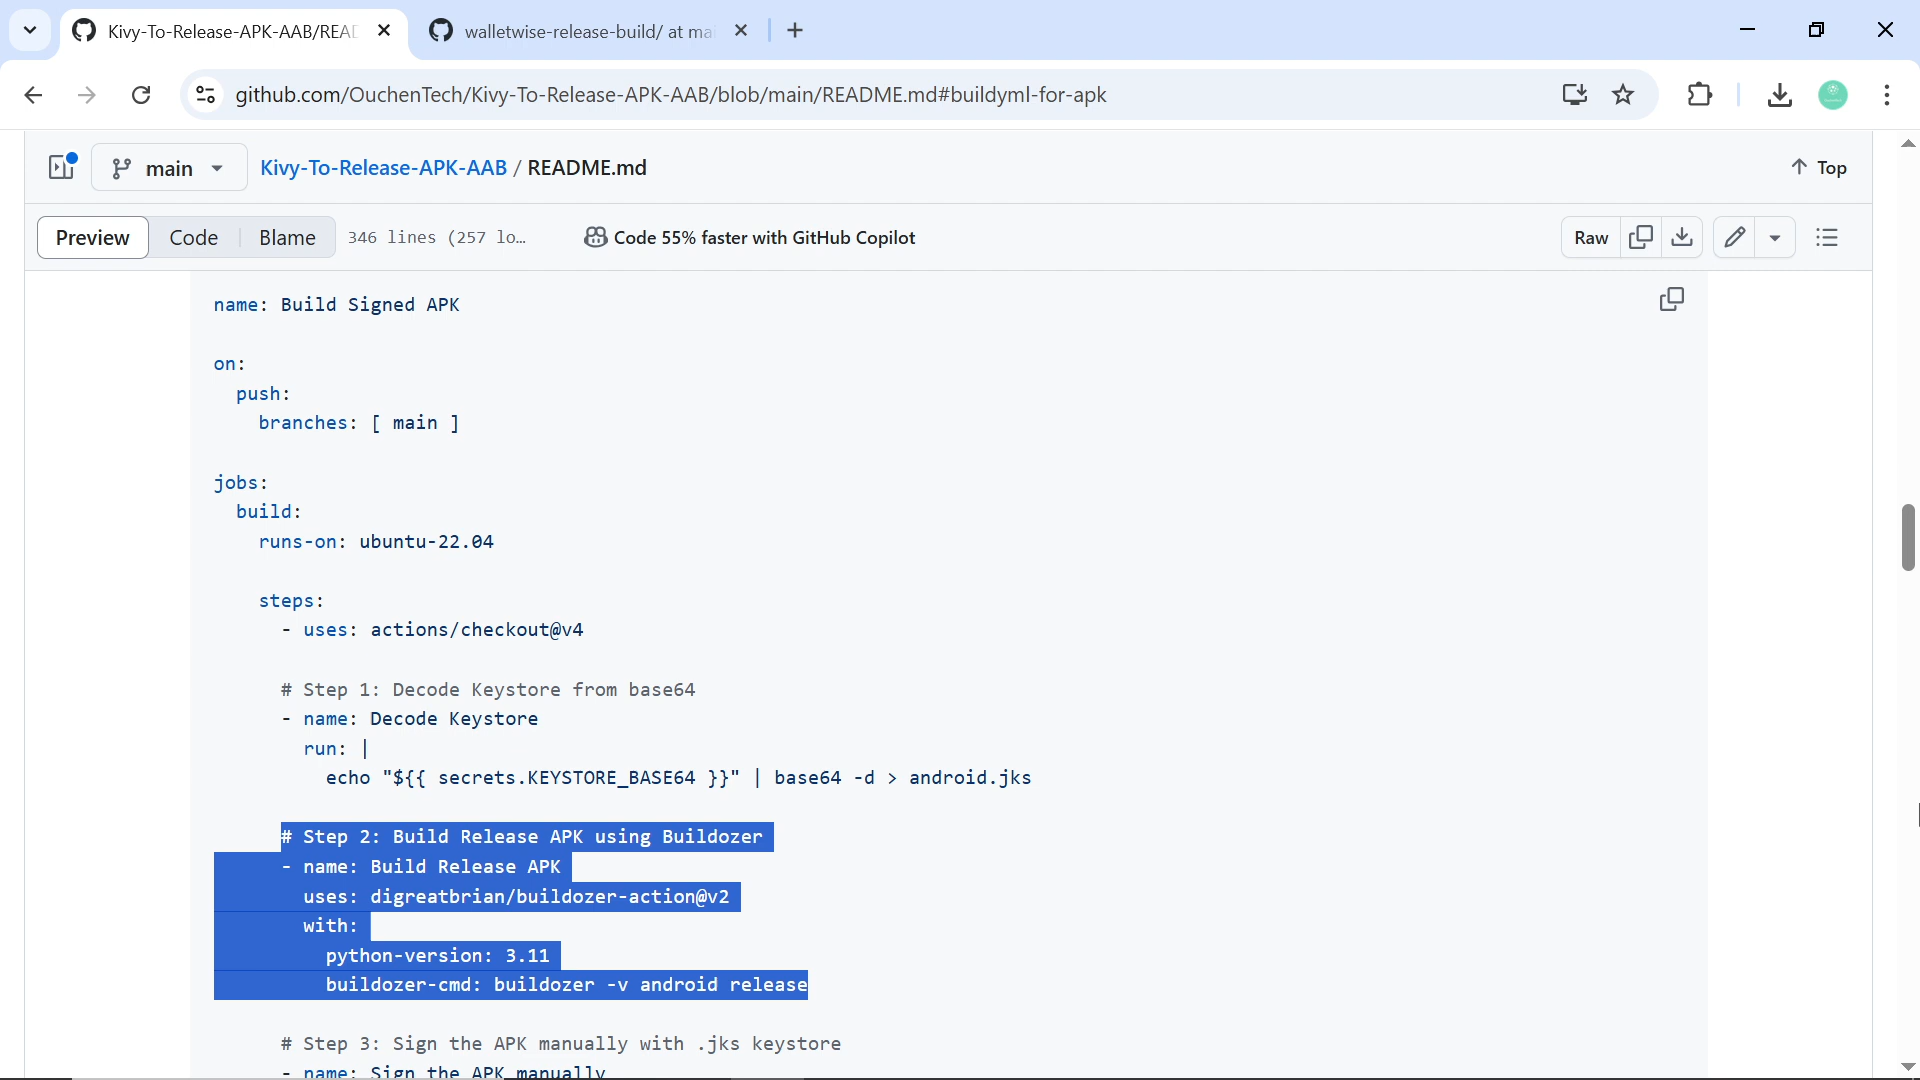 Kivy-To-Release-APK-AAB/READ
walletwise-release-build/ at mai
github.com/OuchenTech/Kivy-To-Release-APK-AAB/blob/main/README.md#buildyml-for-apk
main
Kivy-To-Release-APK-AAB / README.md
Top
Preview
Code
Blame
346 lines (257 lo…
Code 55% faster with GitHub Copilot
Raw
name: Build Signed APK
on:
push:
branches: [ main ]
jobs:
build:
runs-on: ubuntu-22.04
steps:
- uses: actions/checkout@v4
# Step 1: Decode Keystore from base64
- name: Decode Keystore
run: |
echo "${{ secrets.KEYSTORE_BASE64 }}" | base64 -d > android.jks
# Step 2: Build Release APK using Buildozer
- name: Build Release APK
uses: digreatbrian/buildozer-action@v2
with:
python-version: 3.11
buildozer-cmd: buildozer -v android release
# Step 3: Sign the APK manually with .jks keystore
- name: Sign the APK manually